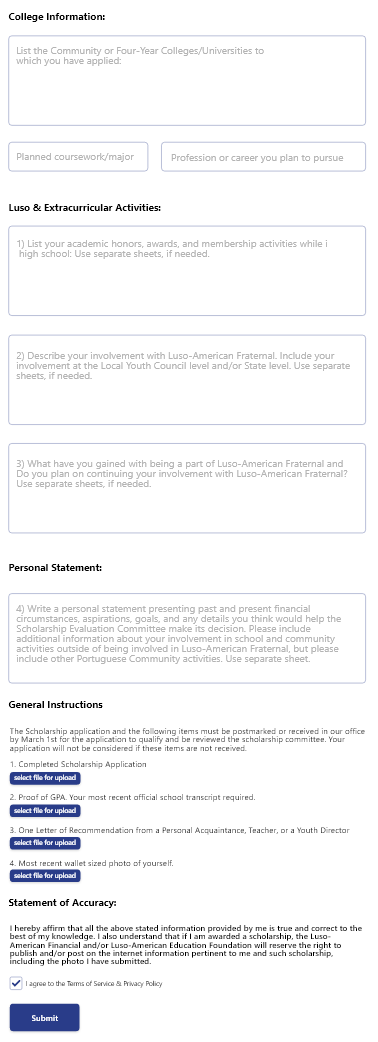 College Information:
List the Community or Four-Year Colleges/Universities to
which you have applied:
Planned coursework/major
Profession or career you plan to pursue
Luso & Extracurricular Activities:
1) List your academic honors, awards, and membership activities while i
high school: Use separate sheets, if needed.
2) Describe your involvement with Luso-American Fraternal. Include your
involvement at the Local Youth Council level and/or State level. Use separate
sheets, if needed.
3) What have you gained with being a part of Luso-American Fraternal and
Do you plan on continuing your involvement with Luso-American Fraternal?
Use separate sheets, if needed.
Personal Statement:
4) Write a personal statement presenting past and present financial
circumstances, aspirations, goals, and any details you think would help the
Scholarship Evaluation Committee make its decision. Please include
additional information about your involvement in school and community
activities outside of being involved in Luso-American Fraternal, but please
include other Portuguese Community activities. Use separate sheet.
General Instructions
The Scholarship application and the following items must be postmarked or received in our office
by March 1st for the application to qualify and be reviewed the scholarship committee. Your
application will not be considered if these items are not received.
1. Completed Scholarship Application
select file for upload
2. Proof of GPA. Your most recent official school transcript required.
select file for upload
3. One Letter of Recommendation from a Personal Acquaintance, Teacher, or a Youth Director
select file for upload
4. Most recent wallet sized photo of yourself.
select file for upload
Statement of Accuracy:
I hereby affirm that all the above stated information provided by me is true and correct to the
best of my knowledge. I also understand that if I am awarded a scholarship, the Luso-
American Financial and/or Luso-American Education Foundation will reserve the right to
publish and/or post on the internet information pertinent to me and such scholarship,
including the photo I have submitted.
I agree to the Terms of Service & Privacy Policy
Submit